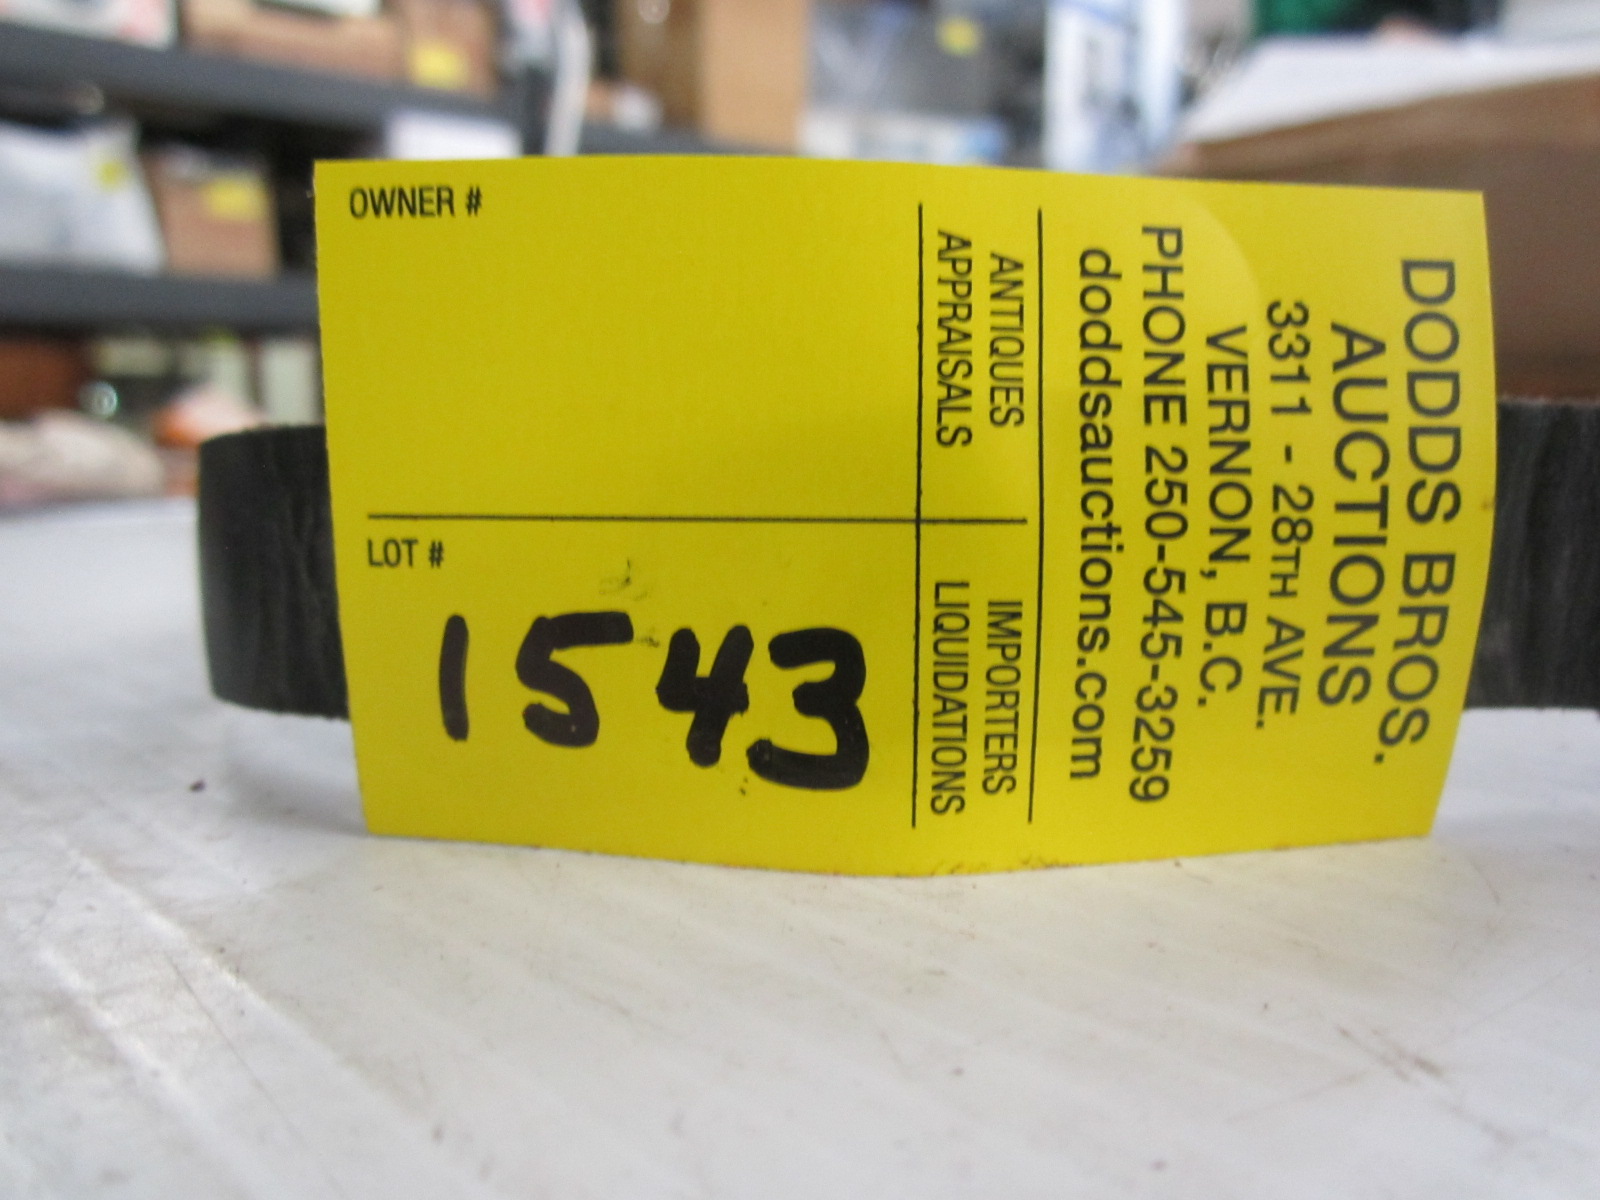 DODDS BROS.
AUCTIONS
3311 - 28TH AVE.
VERNON, B.C.
PHONE 250-545-3259
doddsauctions.com
ANTIQUES
APPRAISALS
IMPORTERS
LIQUIDATIONS
OWNER #
LOT #
1543